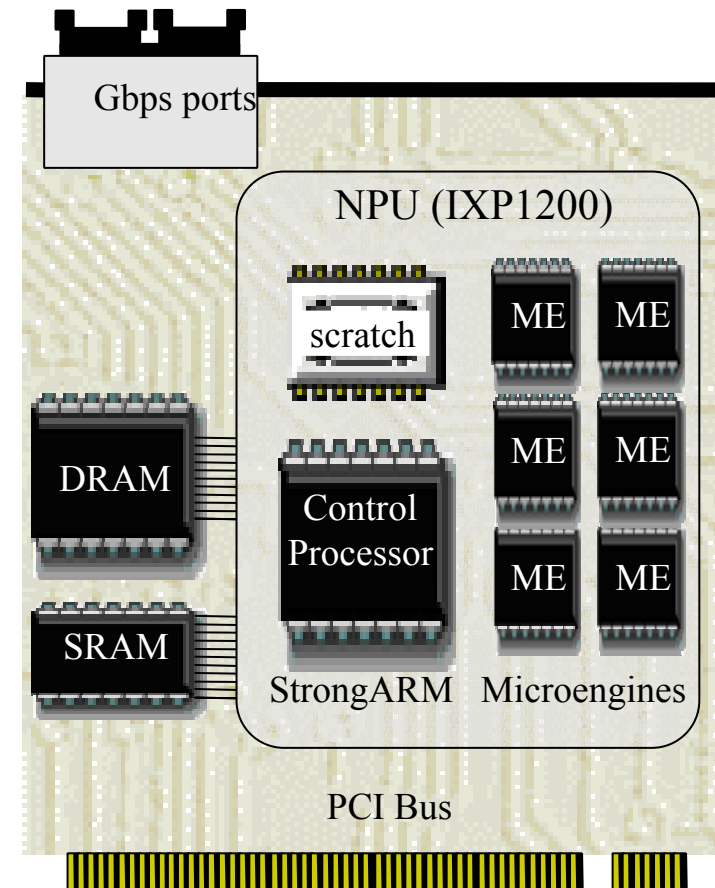 Gbps ports
NPU (IXP1200)
scratch
ME ME
ME ME
ME ME
DRAM
SRAM
Control
Processor
StrongARM Microengines
PCI Bus